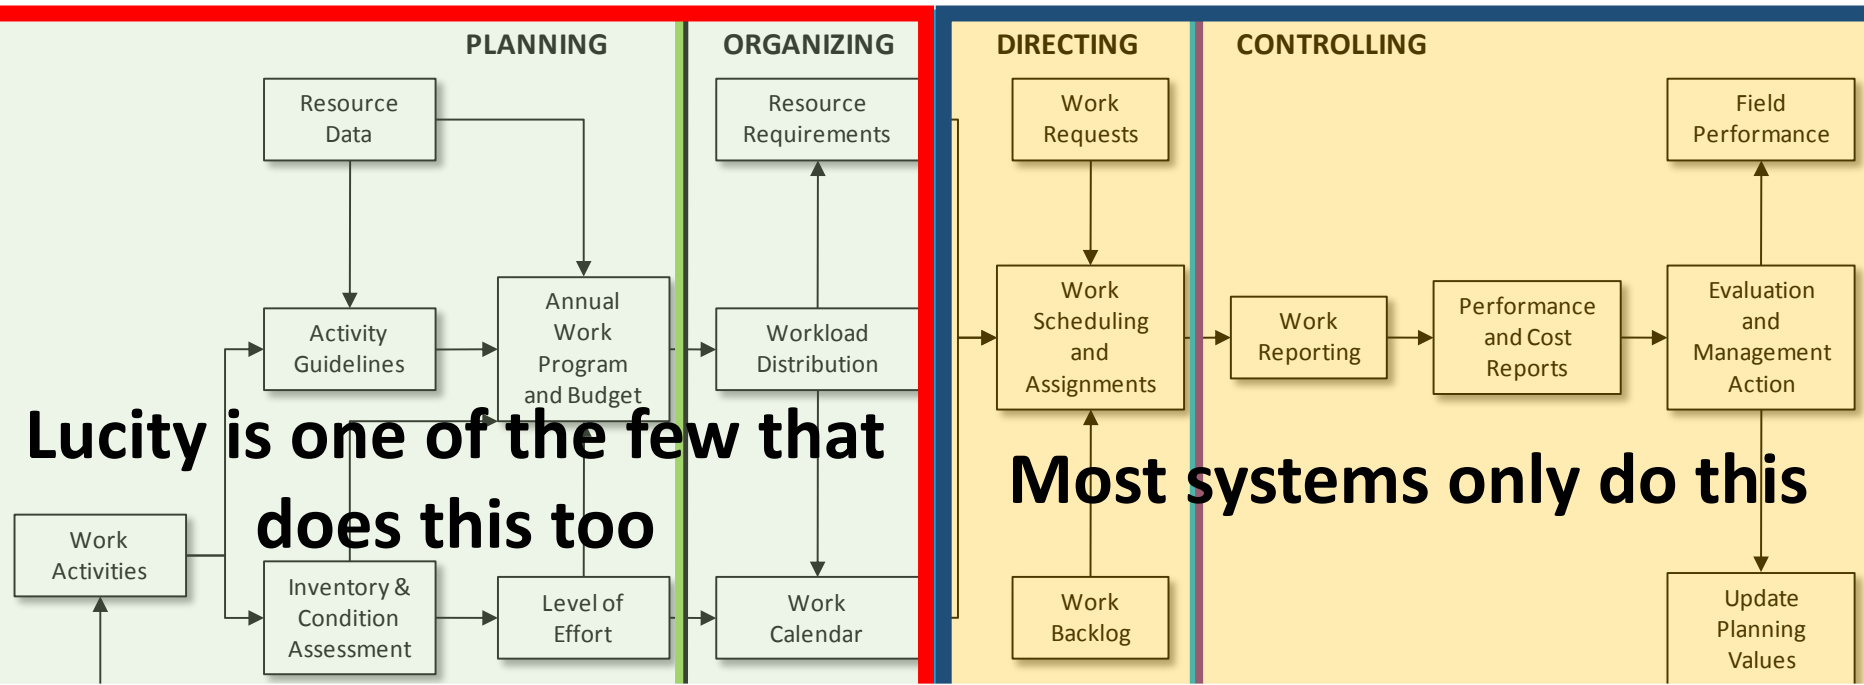 PLANNING
ORGANIZING
DIRECTING
CONTROLLING
Resource
Data
Resource
Requirements
Work
Requests
Field
Performance
Activity
Guidelines
Annual
Work
Program
and Budget
Workload
Distribution
Work
Scheduling
and
Assignments
Work
Reporting
Performance
and Cost
Reports
Evaluation
and
Management
Action
Lucity is one of the few that
does this too
Most systems only do this
Work
Activities
Inventory &
Condition
Assessment
Level of
Effort
Work
Calendar
Work
Backlog
Update
Planning
Values